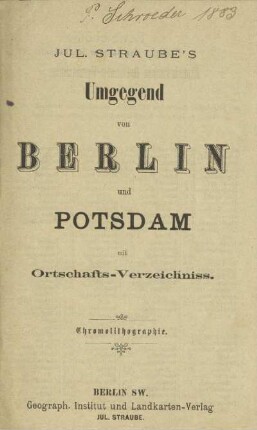 P. Schroeder 1883
JUL. STRAUBE'S
Umgegend
von
BERLIN
und
POTSDAM
mit
Ortschafts-Verzeichniss.
Chromolithographie.
BERLIN SW.
Geograph. Institut und Landkarten-Verlag
JUL. STRAUBE.